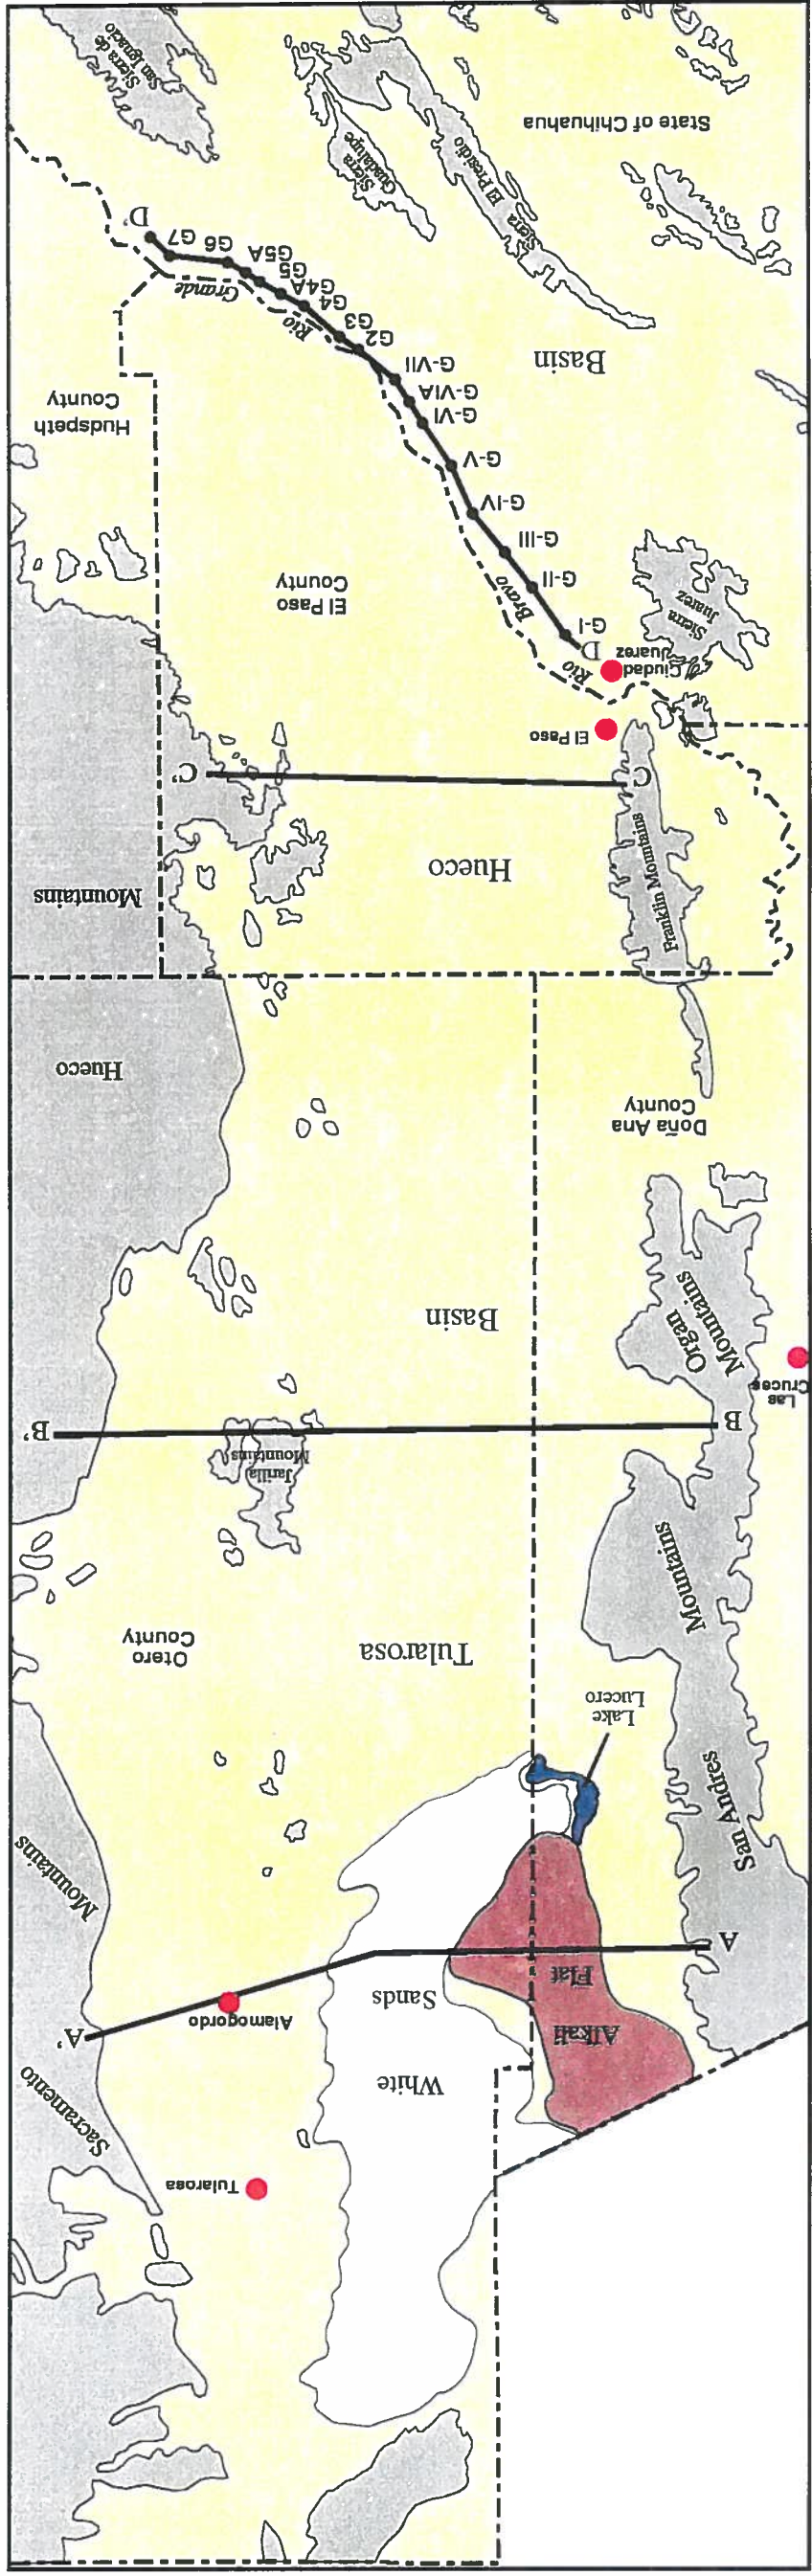 Tularosa
Sacramento
Mountains
White
Sands
Alkali
Flat
A
A'
Alamogordo
San Andres
Mountains
Lake
Lucero
Tularosa
Basin
Otero
County
Jarilla
Mountains
B
B'
Las
Cruces
Organ
Mountains
Doña Ana
County
Hueco
Mountains
Franklin Mountains
Hueco
Basin
C
C'
El Paso
Ciudad
Juarez
Sierra
Juarez
Rio
Bravo
El Paso
County
Hudspeth
County
D
G-I
G-II
G-III
G-IV
G-V
G-VI
G-VIA
G-VII
G2
G3
G4
G4A
G5
G5A
G6
G7
D'
Rio
Grande
State of Chihuahua
Sierra
El Presidio
Sierra
Guadalupe
Sierra de
San Ignacio